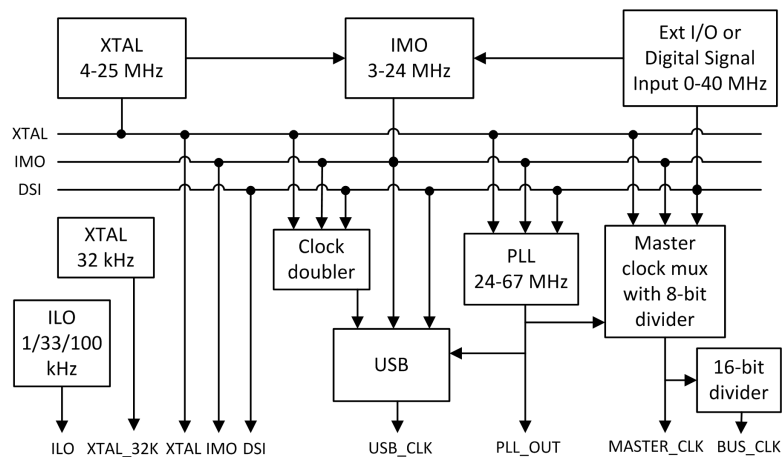 XTAL
4-25 MHz
IMO
3-24 MHz
Ext I/O or
Digital Signal
Input 0-40 MHz
XTAL
IMO
DSI
XTAL
32 kHz
Clock
doubler
PLL
24-67 MHz
Master
clock mux
with 8-bit
divider
ILO
1/33/100
kHz
USB
16-bit
divider
ILO
XTAL_32K
XTAL
IMO
DSI
USB_CLK
PLL_OUT
MASTER_CLK
BUS_CLK